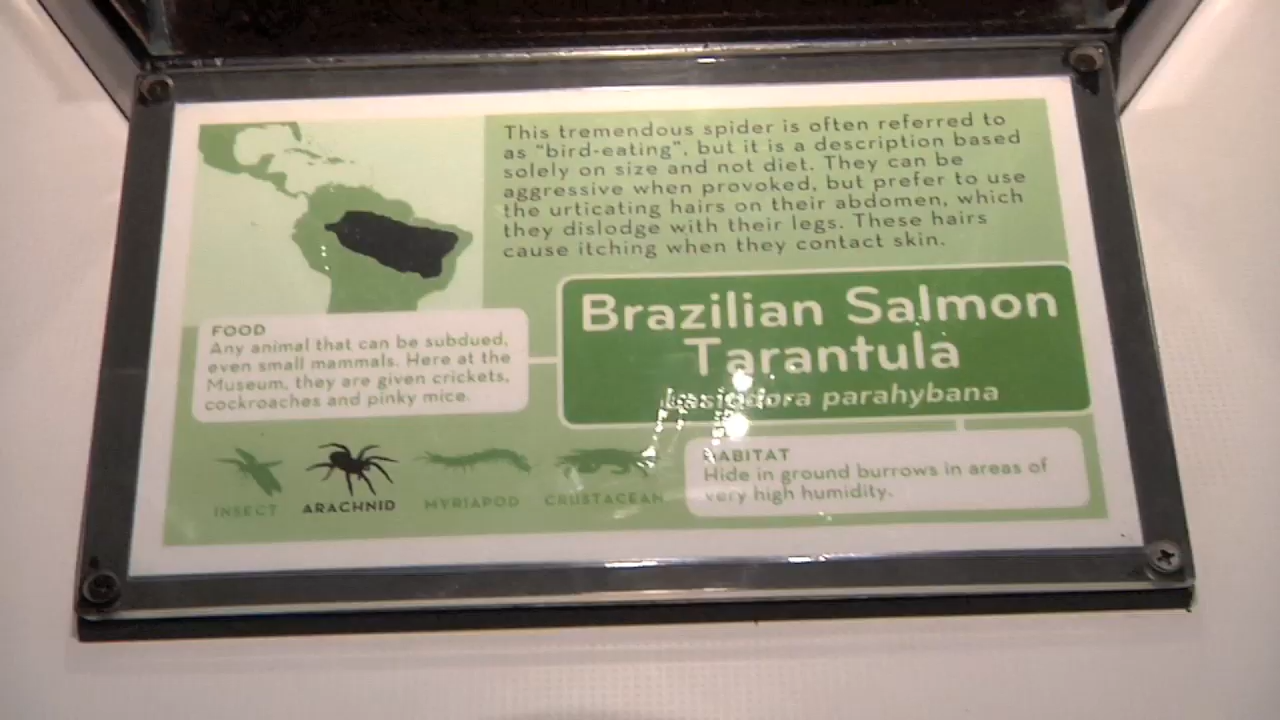 This tremendous spider is often referred to
as "bird-eating", but it is a description based
solely on size and not diet. They can be
aggressive when provoked, but prefer to use
the urticating hairs on their abdomen, which
they dislodge with their legs. These hairs
cause itching when they contact skin.
Brazilian Salmon
Tarantula
Lasiodora parahybana
FOOD
Any animal that can be subdued,
even small mammals. Here at the
Museum, they are given crickets,
cockroaches and pinky mice.
HABITAT
Hide in ground burrows in areas of
very high humidity.
INSECT
ARACHNID
MYRIAPOD
CRUSTACEAN